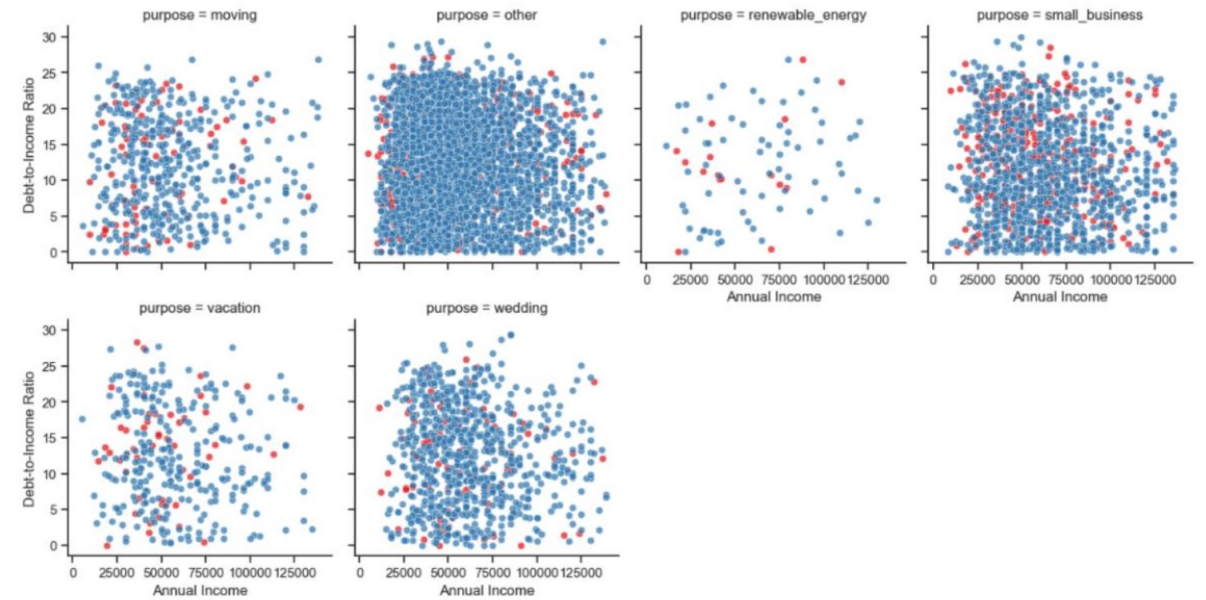 purpose = moving
purpose = other
purpose = renewable_energy
purpose = small_business
30
25
20
15
10
5
0
Debt-to-Income Ratio
0 25000 50000 75000 100000 125000
Annual Income
0 25000 50000 75000 100000 125000
Annual Income
purpose = vacation
purpose = wedding
30
25
20
15
10
5
0
Debt-to-Income Ratio
0 25000 50000 75000 100000 125000
Annual Income
0 25000 50000 75000 100000 125000
Annual Income